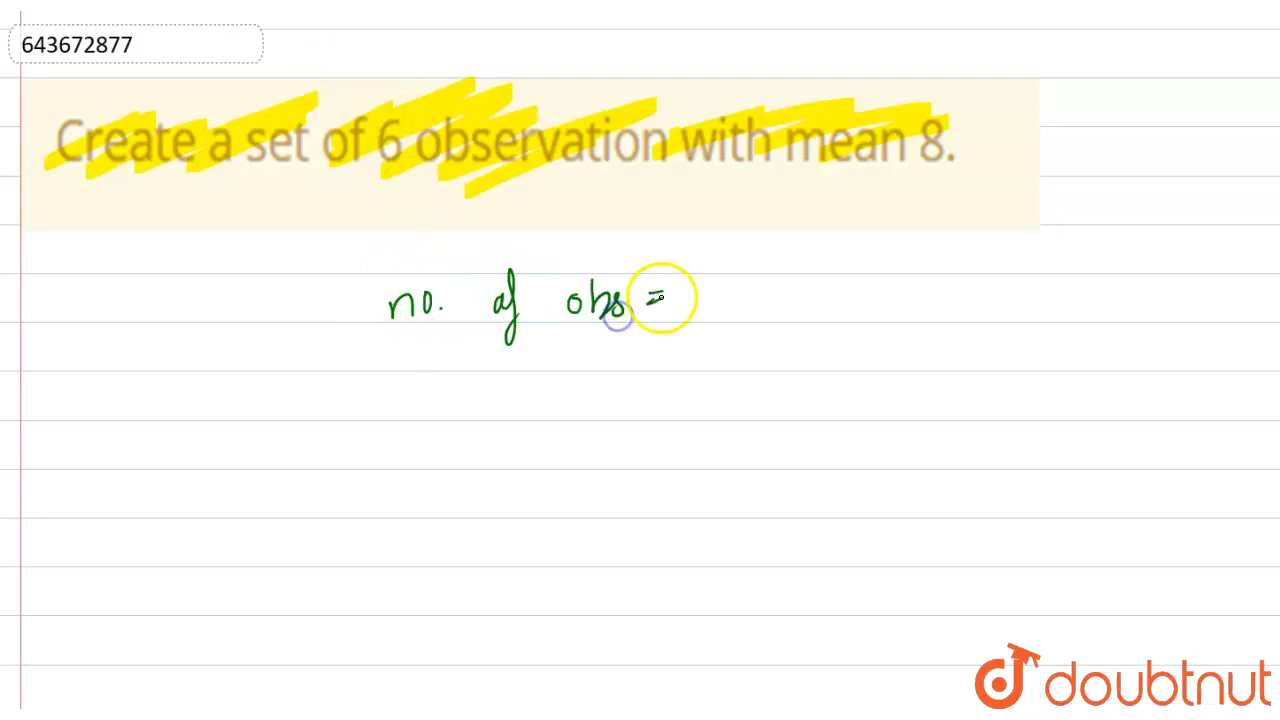 643672877
Create a set of 6 observation with mean 8.
no. of obs =
doubtnut